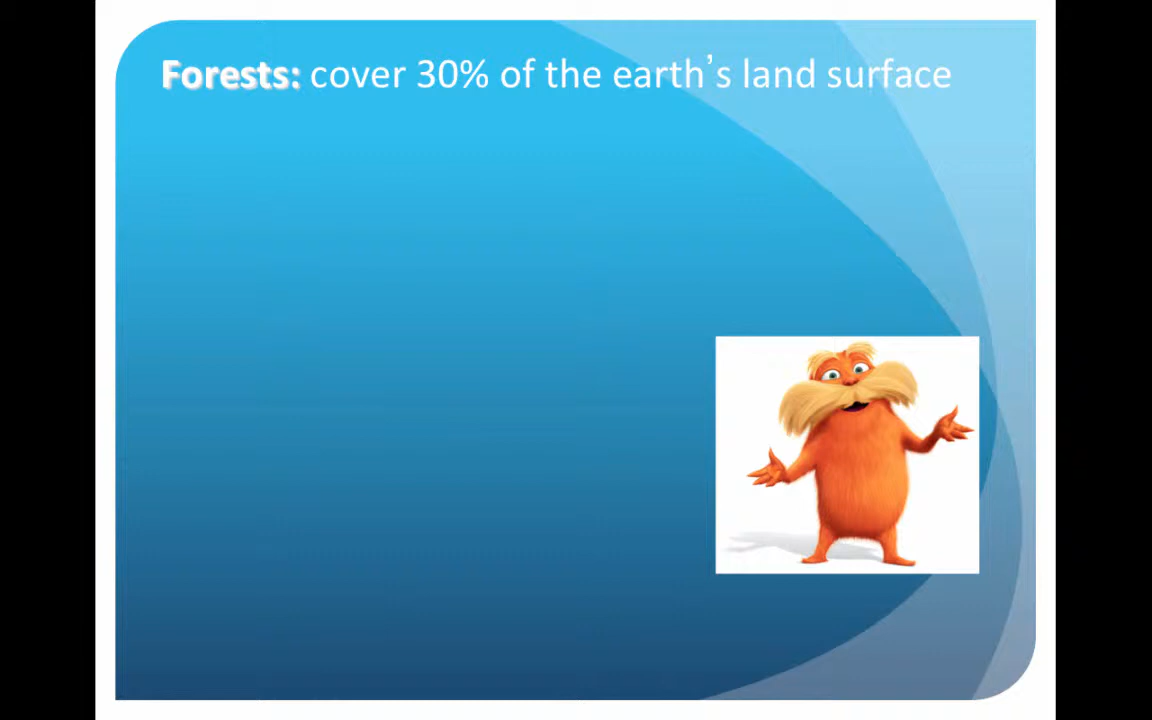 Forests: cover 30% of the earth’s land surface